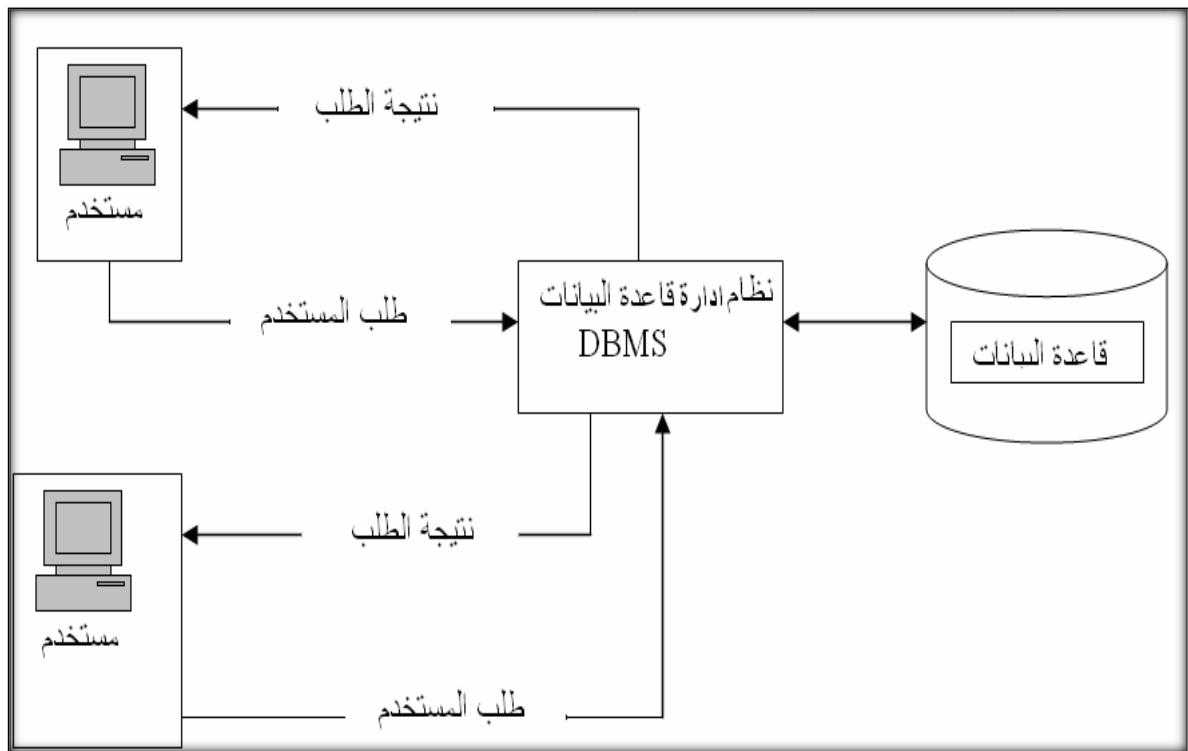 نتيجة الطلب
مستخدم
طلب المستخدم
نظام ادارة قاعدة البيانات
DBMS
قاعدة البيانات
نتيجة الطلب
مستخدم
طلب المستخدم